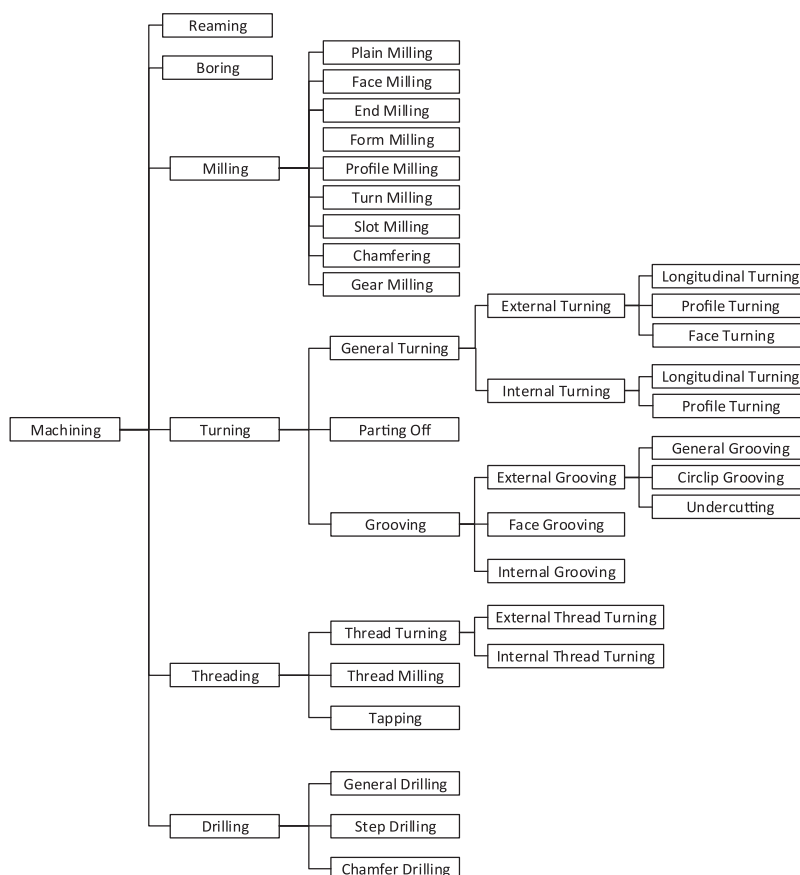 Reaming
Boring
Plain Milling
Face Milling
End Milling
Form Milling
Milling
Profile Milling
Turn Milling
Slot Milling
Chamfering
Gear Milling
Longitudinal Turning
External Turning
Profile Turning
Face Turning
General Turning
Longitudinal Turning
Internal Turning
Profile Turning
Machining
Turning
Parting Off
General Grooving
External Grooving
Circlip Grooving
Undercutting
Grooving
Face Grooving
Internal Grooving
External Thread Turning
Thread Turning
Internal Thread Turning
Threading
Thread Milling
Tapping
General Drilling
Drilling
Step Drilling
Chamfer Drilling